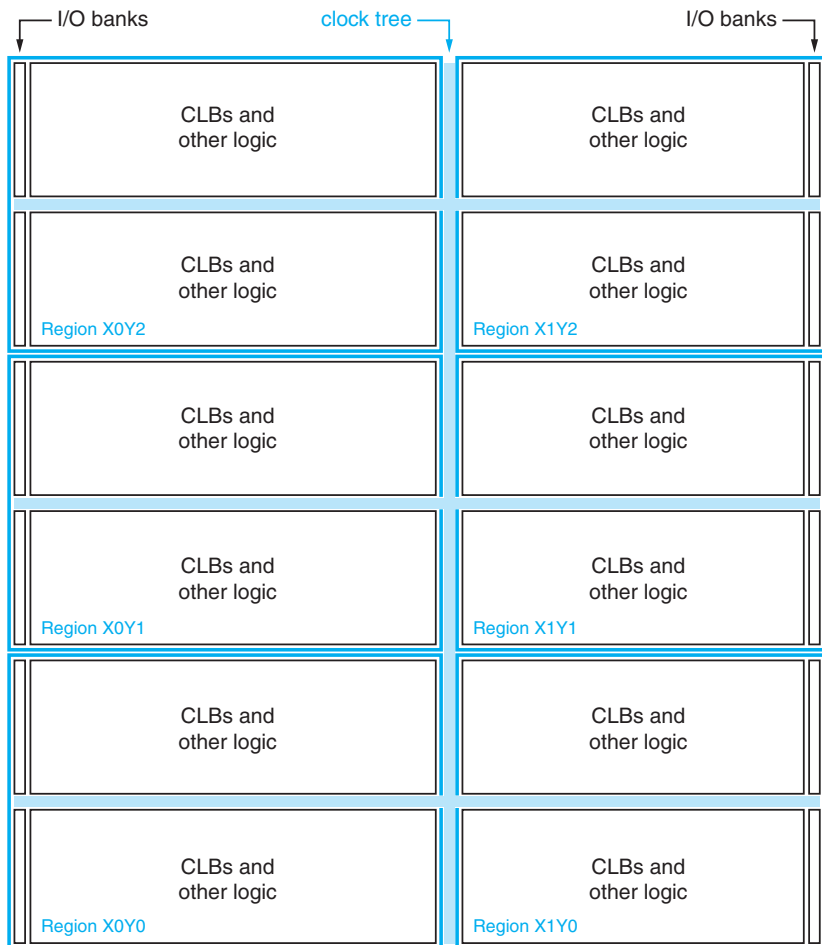 I/O banks
clock tree
I/O banks
CLBs and
other logic
CLBs and
other logic
CLBs and
other logic
Region X0Y2
CLBs and
other logic
Region X1Y2
CLBs and
other logic
CLBs and
other logic
CLBs and
other logic
Region X0Y1
CLBs and
other logic
Region X1Y1
CLBs and
other logic
CLBs and
other logic
CLBs and
other logic
Region X0Y0
CLBs and
other logic
Region X1Y0